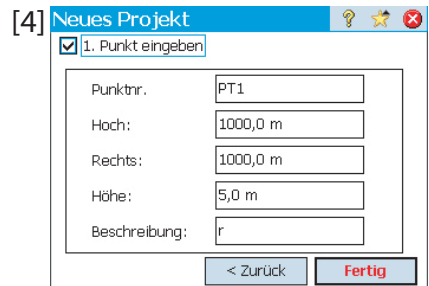 [4] Neues Projekt
1. Punkt eingeben
Punktnr. PT1
Hoch: 1000,0 m
Rechts: 1000,0 m
Höhe: 5,0 m
Beschreibung: r
< Zurück Fertig